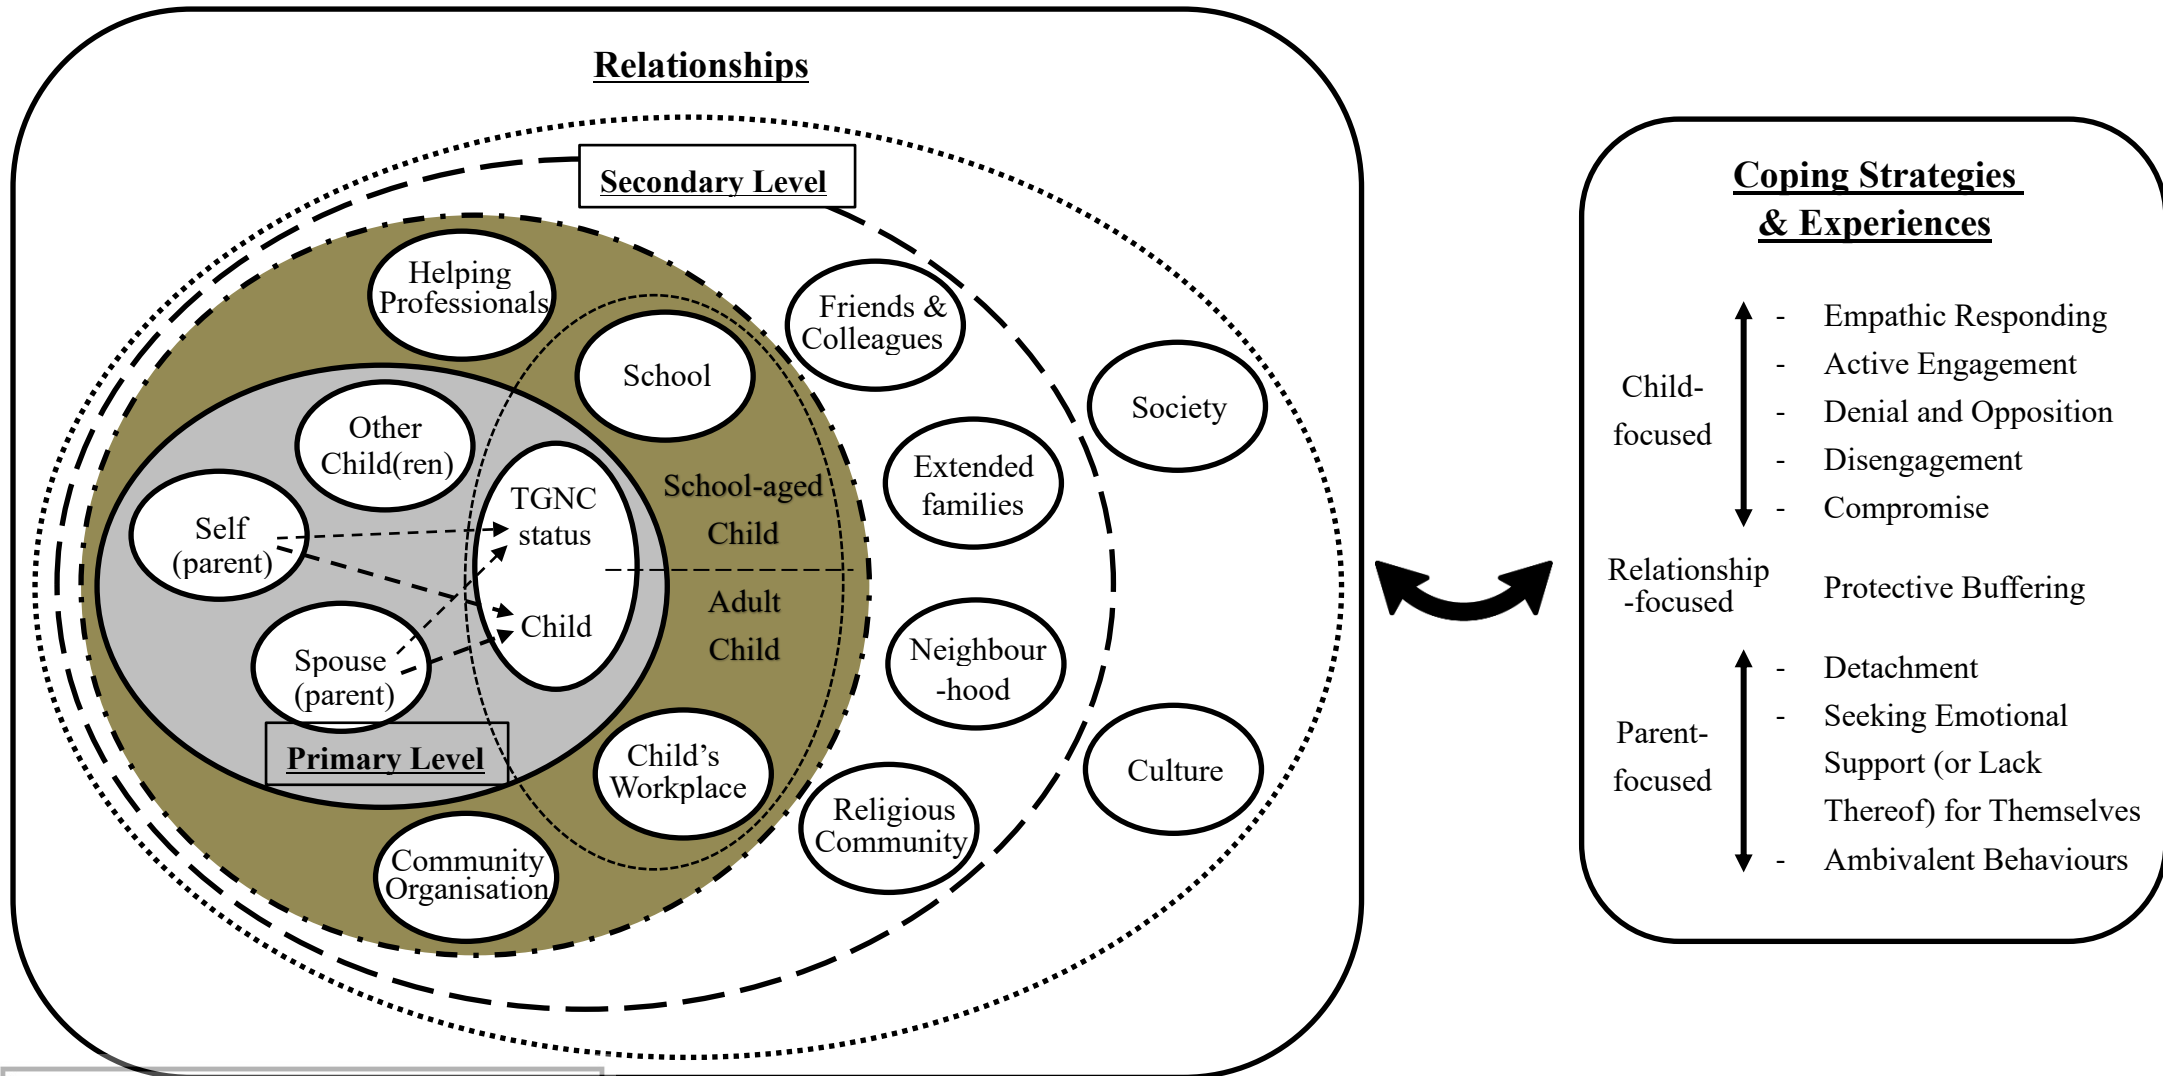 Relationships
Secondary Level
Helping
Professionals
School
Friends &
Colleagues
Society
Other
Child(ren)
TGNC
status
School-aged
Child
Extended
families
Self
(parent)
Child
Adult
Child
Spouse
(parent)
Neighbour
-hood
Primary Level
Child’s
Workplace
Culture
Religious
Community
Community
Organisation
Coping Strategies
& Experiences
Child-
focused
- Empathic Responding
- Active Engagement
- Denial and Opposition
- Disengagement
- Compromise
Relationship
-focused
Protective Buffering
Parent-
focused
- Detachment
- Seeking Emotional
Support (or Lack
Thereof) for Themselves
- Ambivalent Behaviours